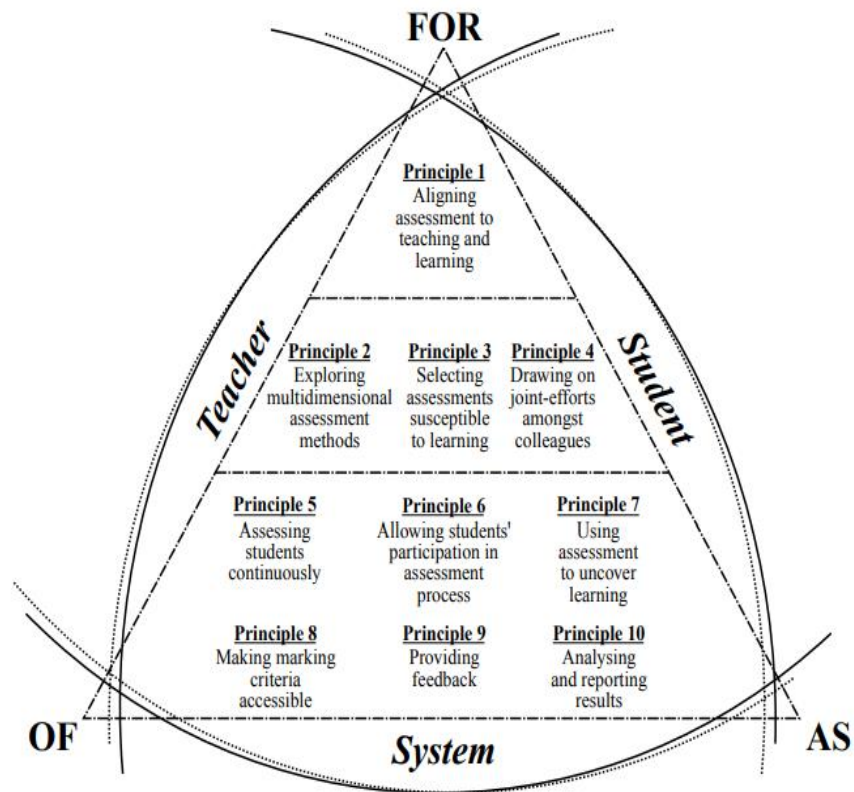 FOR
Principle 1
Aligning
assessment to
teaching and
learning
Teacher
Student
Principle 2
Exploring
multidimensional
assessment
methods
Principle 3
Selecting
assessments
susceptible
to learning
Principle 4
Drawing on
joint-efforts
amongst
colleagues
Principle 5
Assessing
students
continuously
Principle 6
Allowing students'
participation in
assessment
process
Principle 7
Using
assessment
to uncover
learning
Principle 8
Making marking
criteria
accessible
Principle 9
Providing
feedback
Principle 10
Analysing
and reporting
results
OF
System
AS